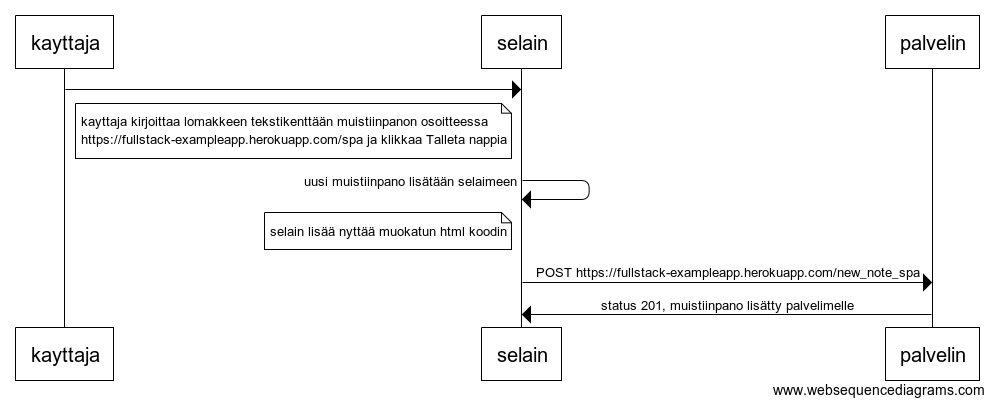 kayttaja
selain
palvelin
kayttaja kirjoittaa lomakkeen tekstikenttään muistiinpanon osoitteessa
https://fullstack-exampleapp.herokuapp.com/spa ja klikkaa Talleta nappia
uusi muistiinpano lisätään selaimeen
selain lisää nyttää muokatun html koodin
POST https://fullstack-exampleapp.herokuapp.com/new_note_spa
status 201, muistiinpano lisätty palvelimelle
kayttaja
selain
palvelin
www.websequencediagrams.com